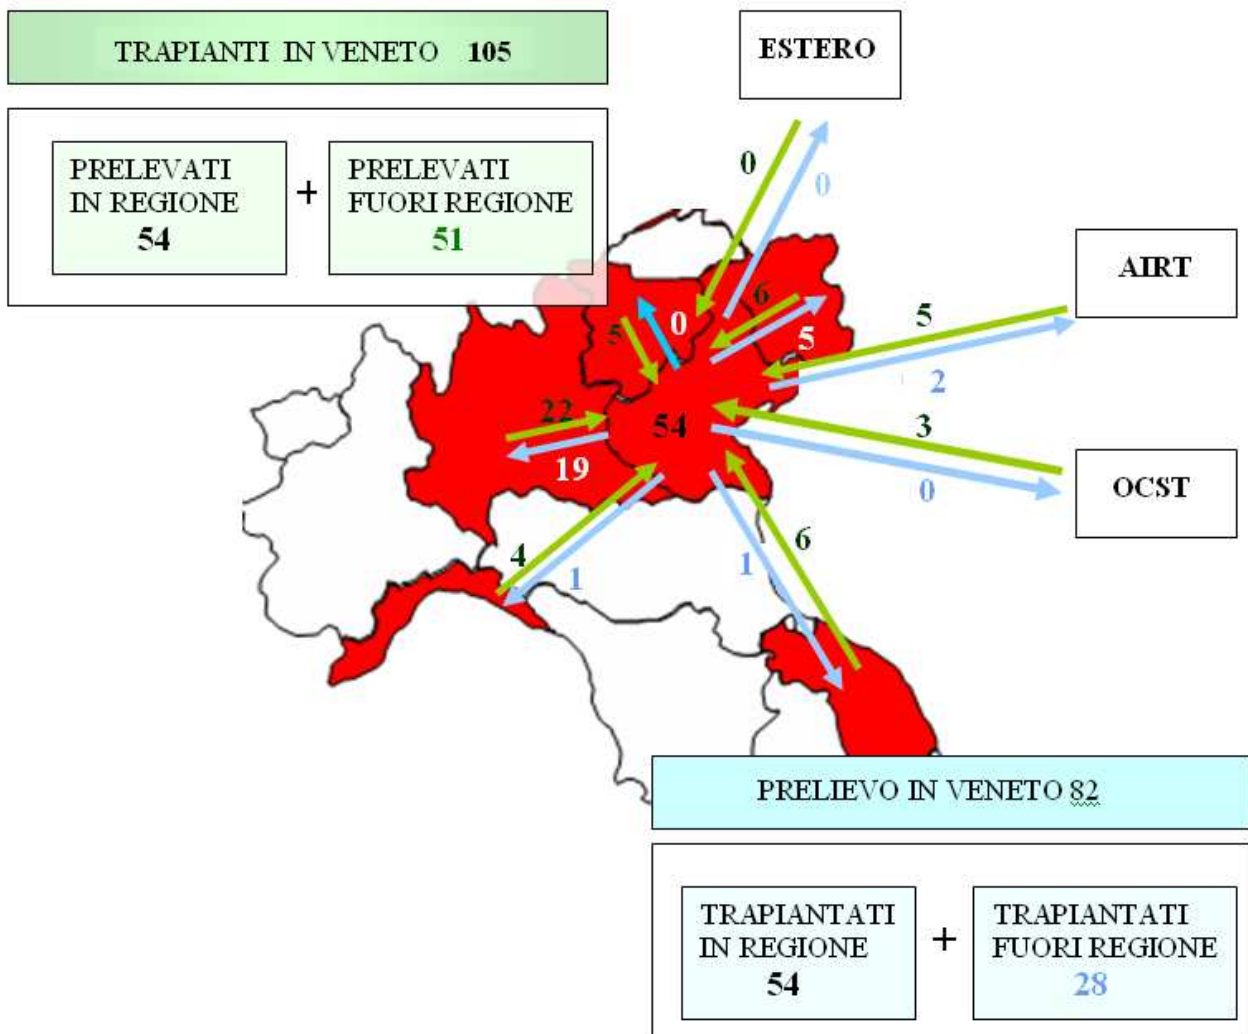 TRAPIANTI IN VENETO 105
ESTERO
PRELEVATI
IN REGIONE
54
+
PRELEVATI
FUORI REGIONE
51
0
0
AIRT
6
5
0
5
5
2
22
54
3
19
OCST
0
4
1
1
6
PRELIEVO IN VENETO 82
TRAPIANTATI
IN REGIONE
54
+
TRAPIANTATI
FUORI REGIONE
28